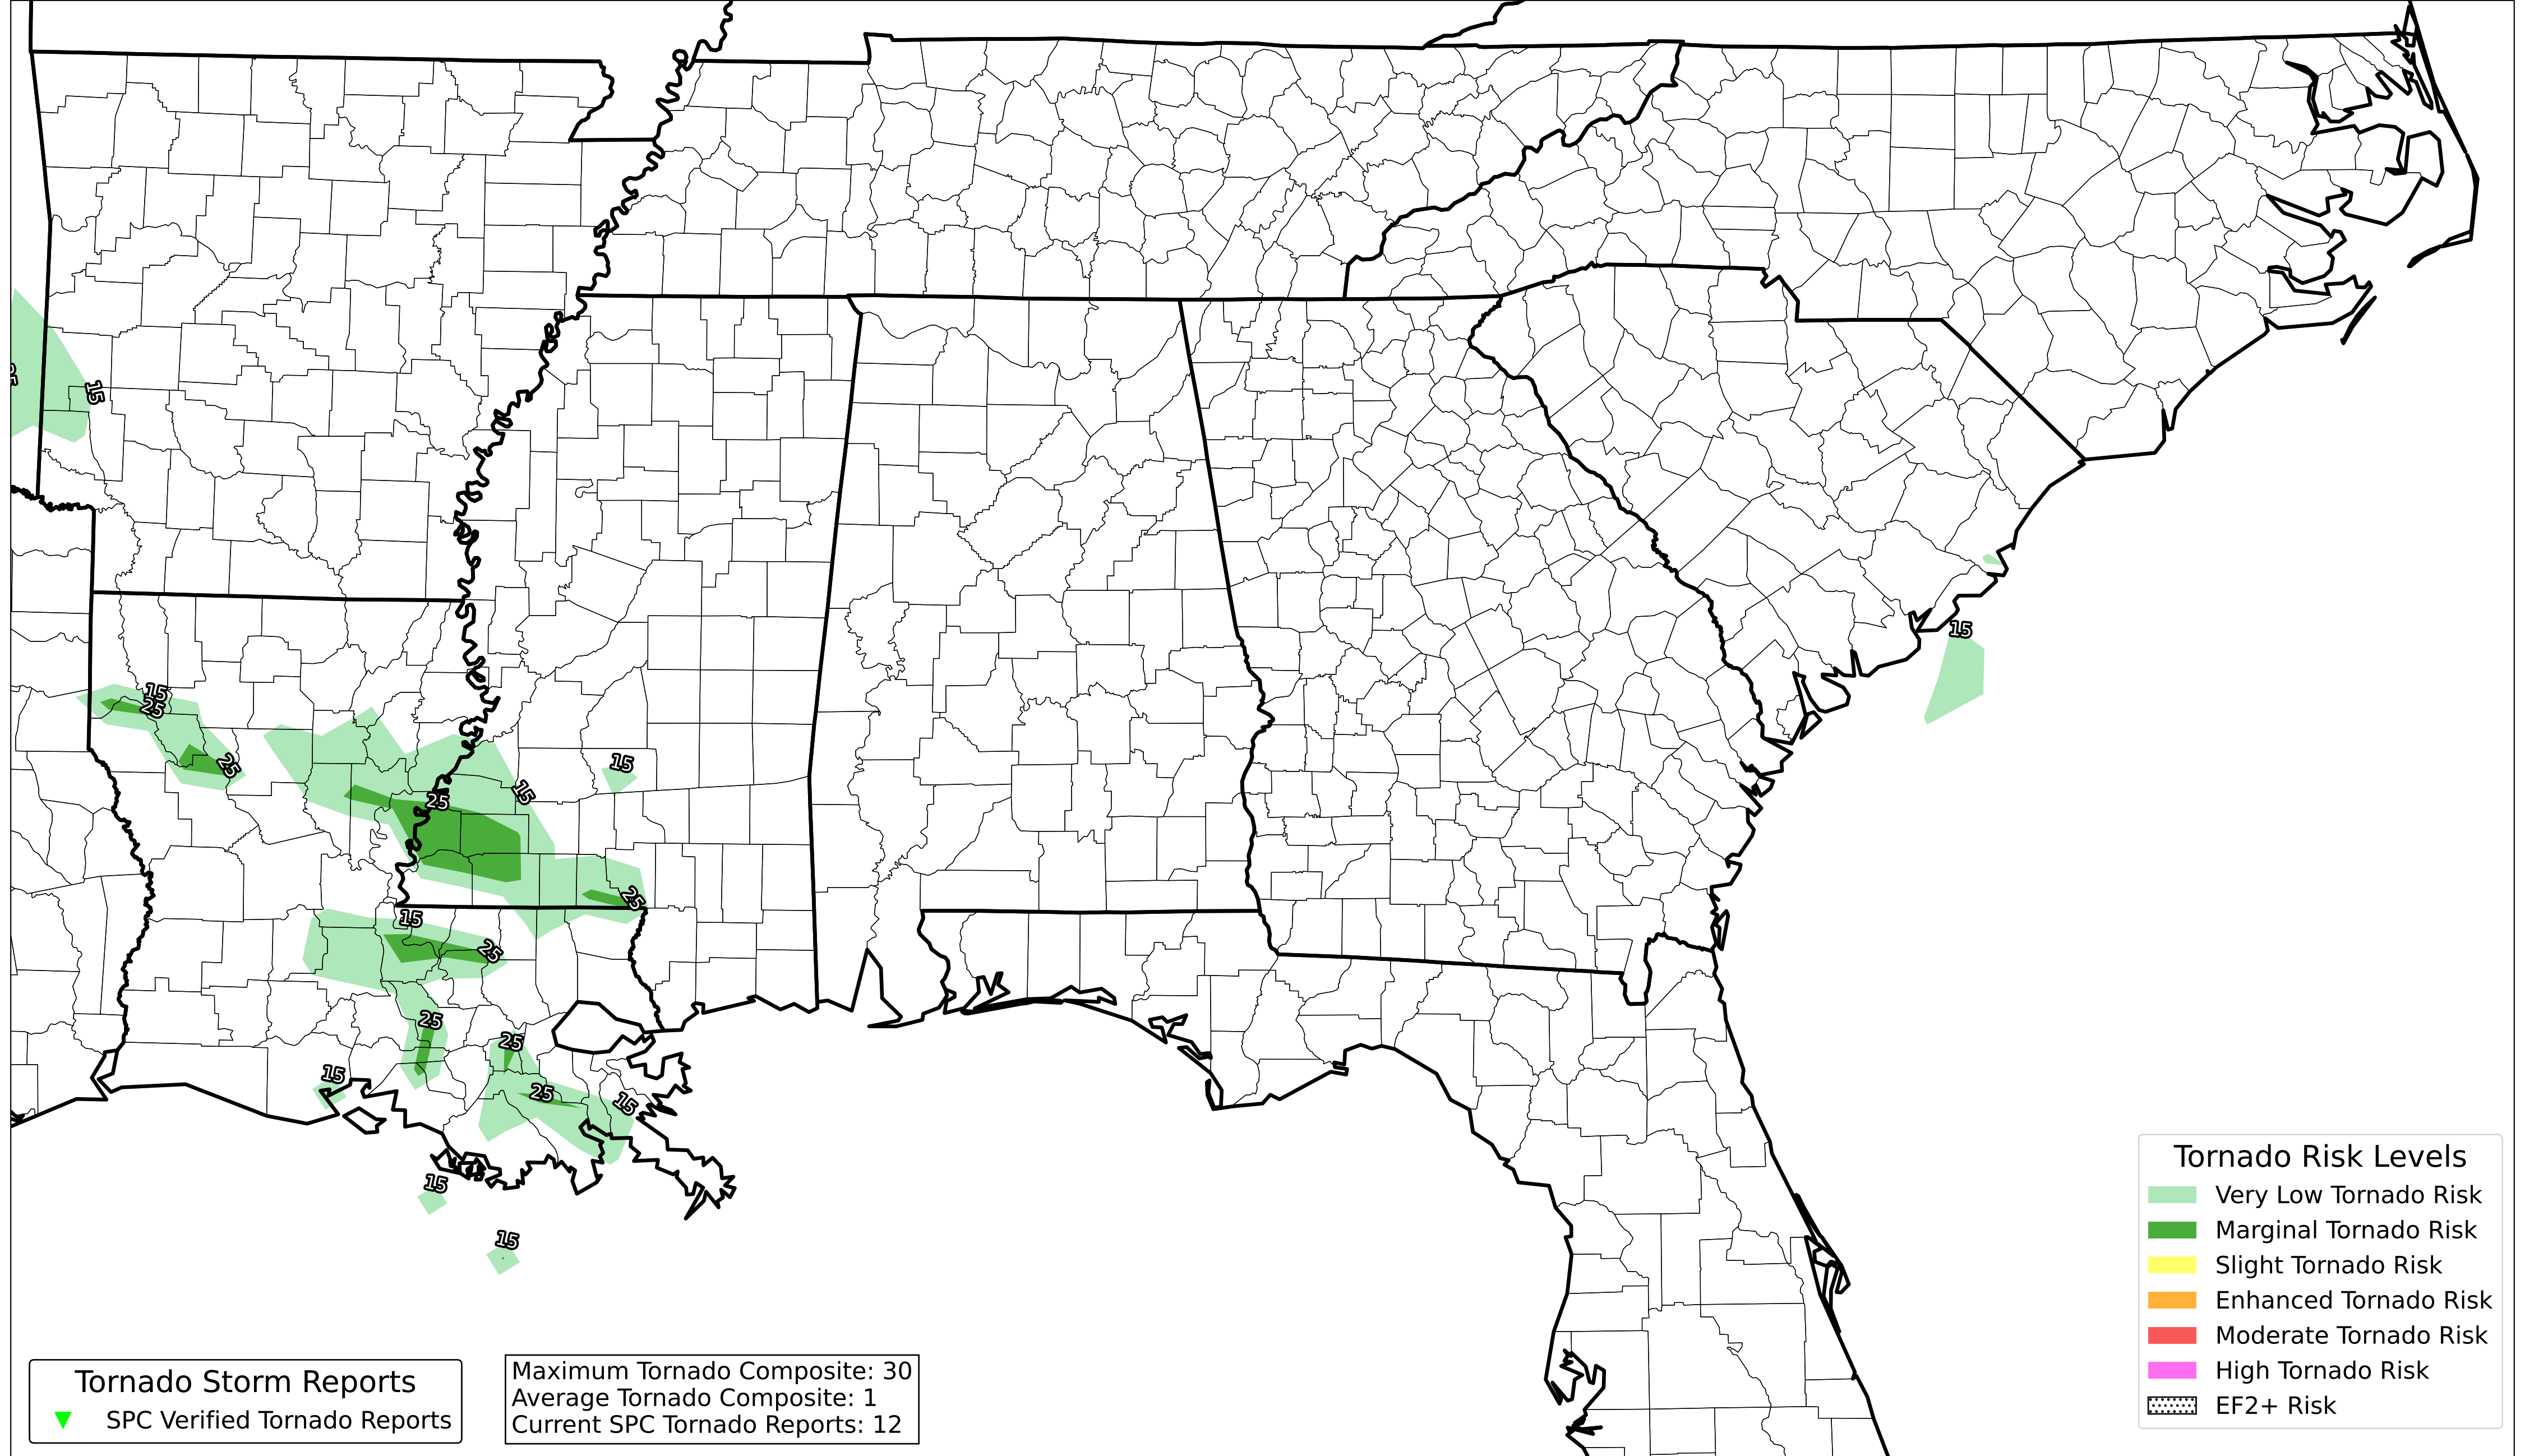 15
15
15
25
25
15
25
15
25
15
25
25
25
15
25
15
15
15
Tornado Risk Levels
Very Low Tornado Risk
Marginal Tornado Risk
Slight Tornado Risk
Enhanced Tornado Risk
Moderate Tornado Risk
High Tornado Risk
EF2+ Risk
Tornado Storm Reports
SPC Verified Tornado Reports
Maximum Tornado Composite: 30
Average Tornado Composite: 1
Current SPC Tornado Reports: 12